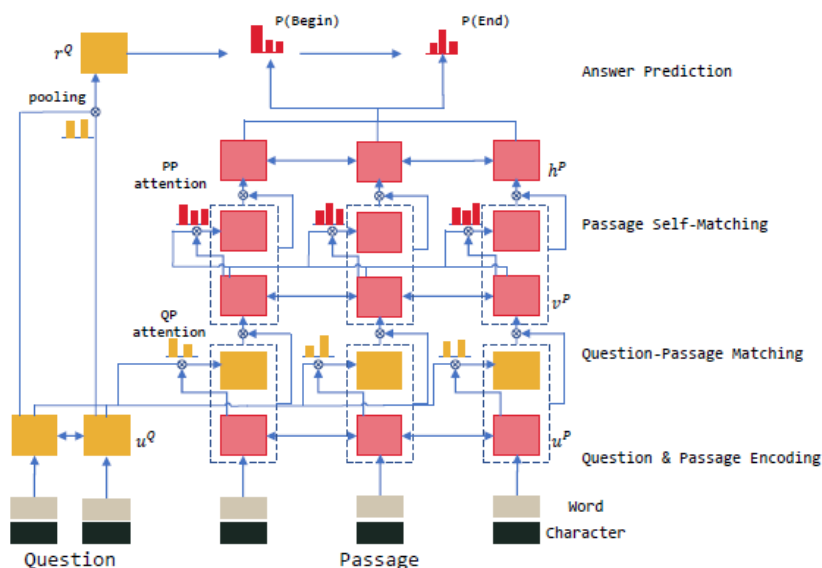 P(Begin)
P(End)
r^Q
Answer Prediction
pooling
PP
attention
h^P
Passage Self-Matching
v^P
QP
attention
Question-Passage Matching
u^Q
u^P
Question & Passage Encoding
Word
Character
Question
Passage